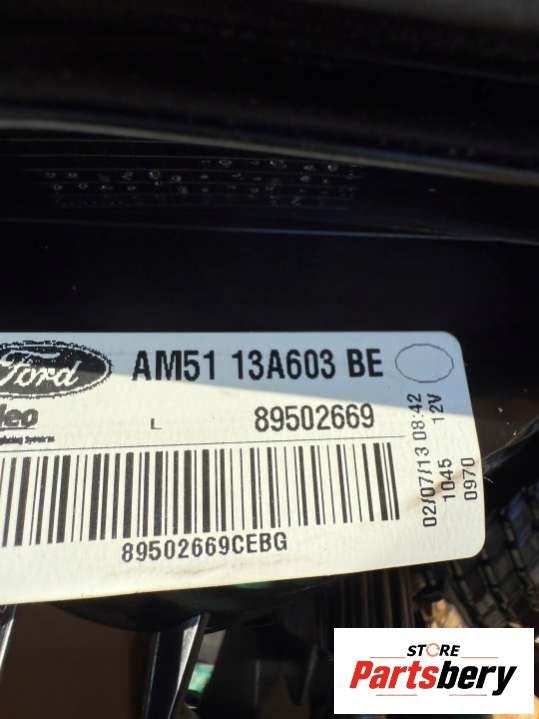 Ford
AM51 13A603 BE
L 89502669
89502669CEBG
02/07/13 08:42
1045 12V
0970
STORE
Partsbery